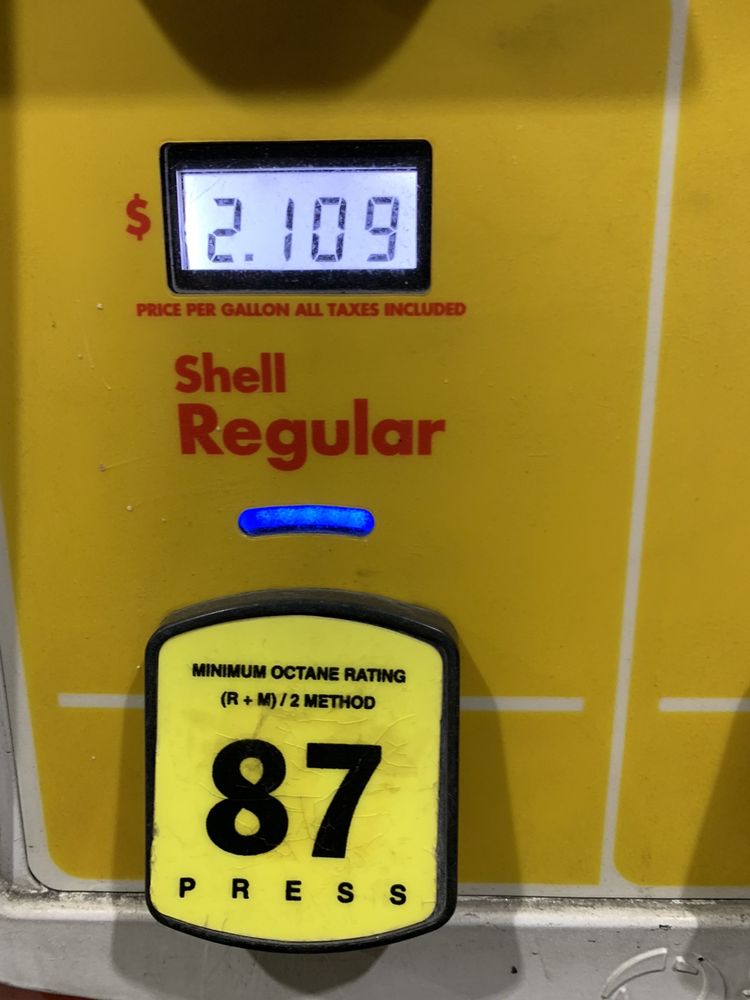 $ 2.109
PRICE PER GALLON ALL TAXES INCLUDED
Shell
Regular
MINIMUM OCTANE RATING
(R + M) / 2 METHOD
87
PRESS